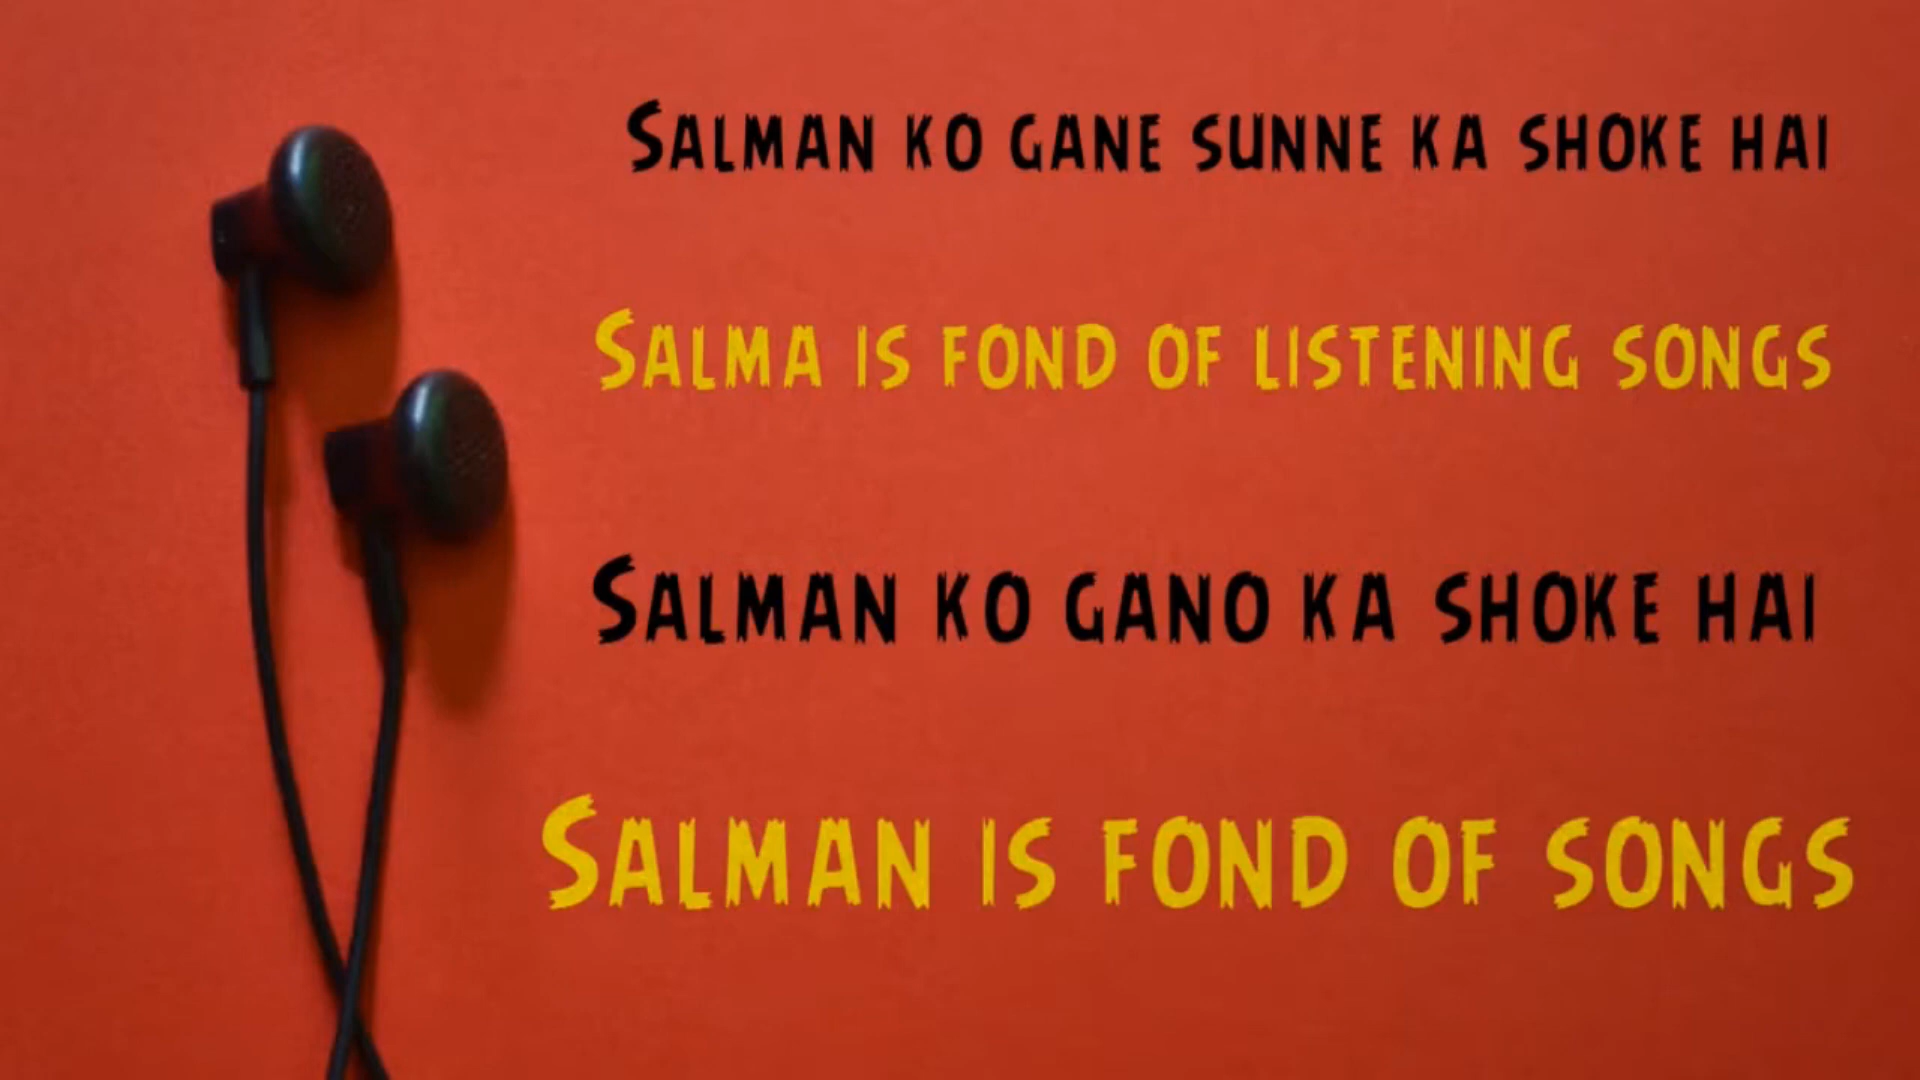 Salman ko gane sunne ka shoke hai
Salma is fond of listening songs
Salman ko gano ka shoke hai
Salman is fond of songs